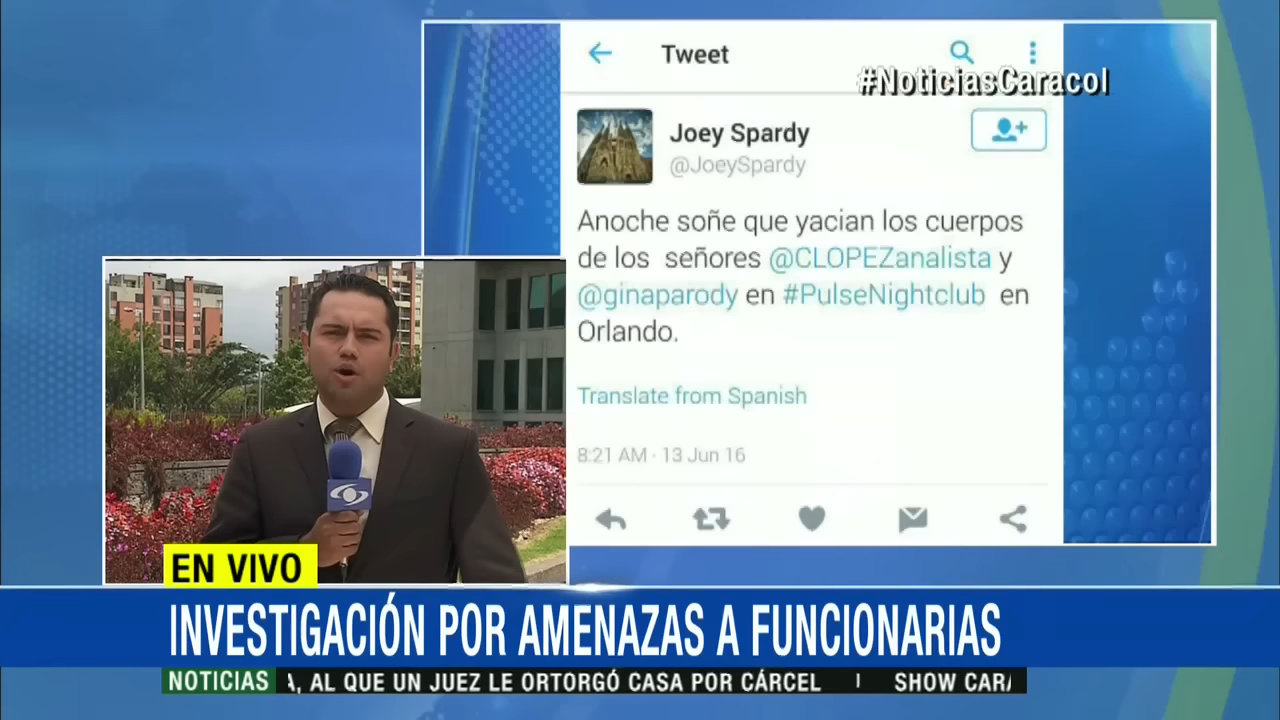 Tweet
#NoticiasCaracol
Joey Spardy
@JoeySpardy
Anoche soñe que yacian los cuerpos
de los señores @CLOPEZanalista y
@ginaparody en #PulseNightclub en
Orlando.
Translate from Spanish
8:21 AM · 13 Jun 16
EN VIVO
INVESTIGACIÓN POR AMENAZAS A FUNCIONARIAS
NOTICIAS A, AL QUE UN JUEZ LE ORTORGÓ CASA POR CÁRCEL | SHOW CARA